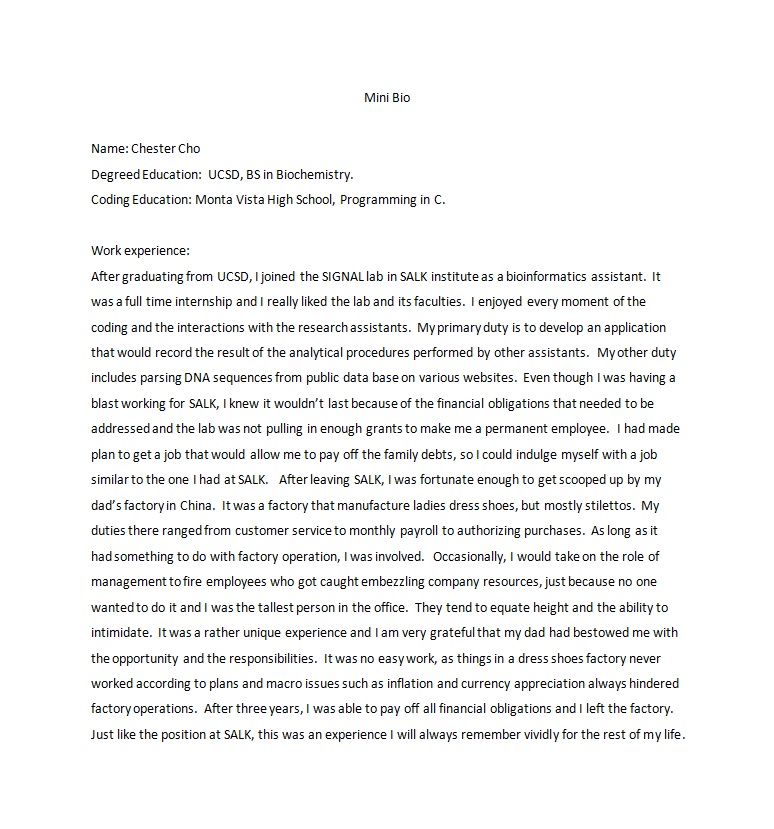 Mini Bio
Name: Chester Cho
Degreed Education:  UCSD, BS in Biochemistry.
Coding Education: Monta Vista High School, Programming in C.
Work experience:
After graduating from UCSD, I joined the SIGNAL lab in SALK institute as a bioinformatics assistant.  It
was a full time internship and I really liked the lab and its faculties.  I enjoyed every moment of the
coding and the interactions with the research assistants.  My primary duty is to develop an application
that would record the result of the analytical procedures performed by other assistants.  My other duty
includes parsing DNA sequences from public data base on various websites.  Even though I was having a
blast working for SALK, I knew it wouldn't last because of the financial obligations that needed to be
addressed and the lab was not pulling in enough grants to make me a permanent employee.  I had made
plan to get a job that would allow me to pay off the family debts, so I could indulge myself with a job
similar to the one I had at SALK.   After leaving SALK, I was fortunate enough to get scooped up by my
dad's factory in China.  It was a factory that manufacture ladies dress shoes, but mostly stilettos.  My
duties there ranged from customer service to monthly payroll to authorizing purchases.  As long as it
had something to do with factory operation, I was involved.   Occasionally, I would take on the role of
management to fire employees who got caught embezzling company resources, just because no one
wanted to do it and I was the tallest person in the office.  They tend to equate height and the ability to
intimidate.  It was a rather unique experience and I am very grateful that my dad had bestowed me with
the opportunity and the responsibilities.  It was no easy work, as things in a dress shoes factory never
worked according to plans and macro issues such as inflation and currency appreciation always hindered
factory operations.  After three years, I was able to pay off all financial obligations and I left the factory.
Just like the position at SALK, this was an experience I will always remember vividly for the rest of my life.